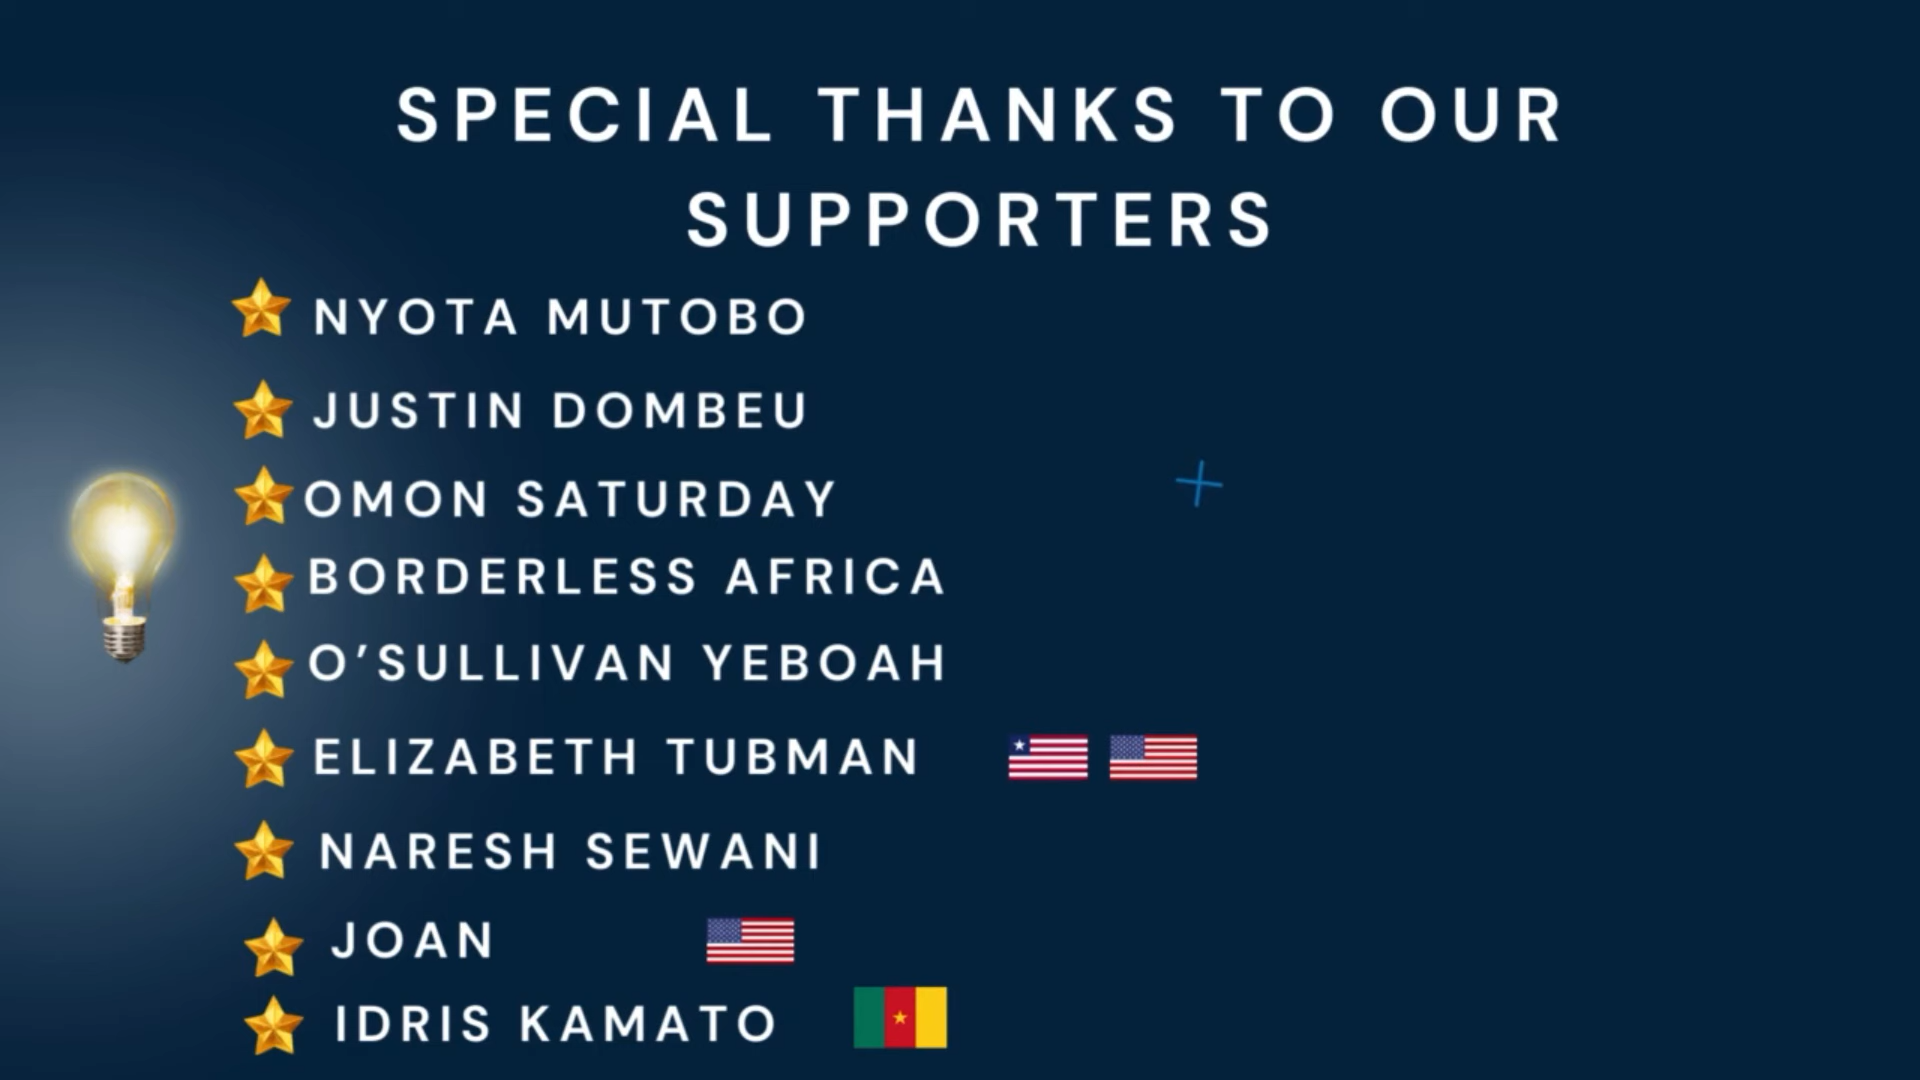 SPECIAL THANKS TO OUR
SUPPORTERS
NYOTA MUTOBO
JUSTIN DOMBEU
OMON SATURDAY
BORDERLESS AFRICA
O’SULLIVAN YEBOAH
ELIZABETH TUBMAN
NARESH SEWANI
JOAN
IDRIS KAMATO